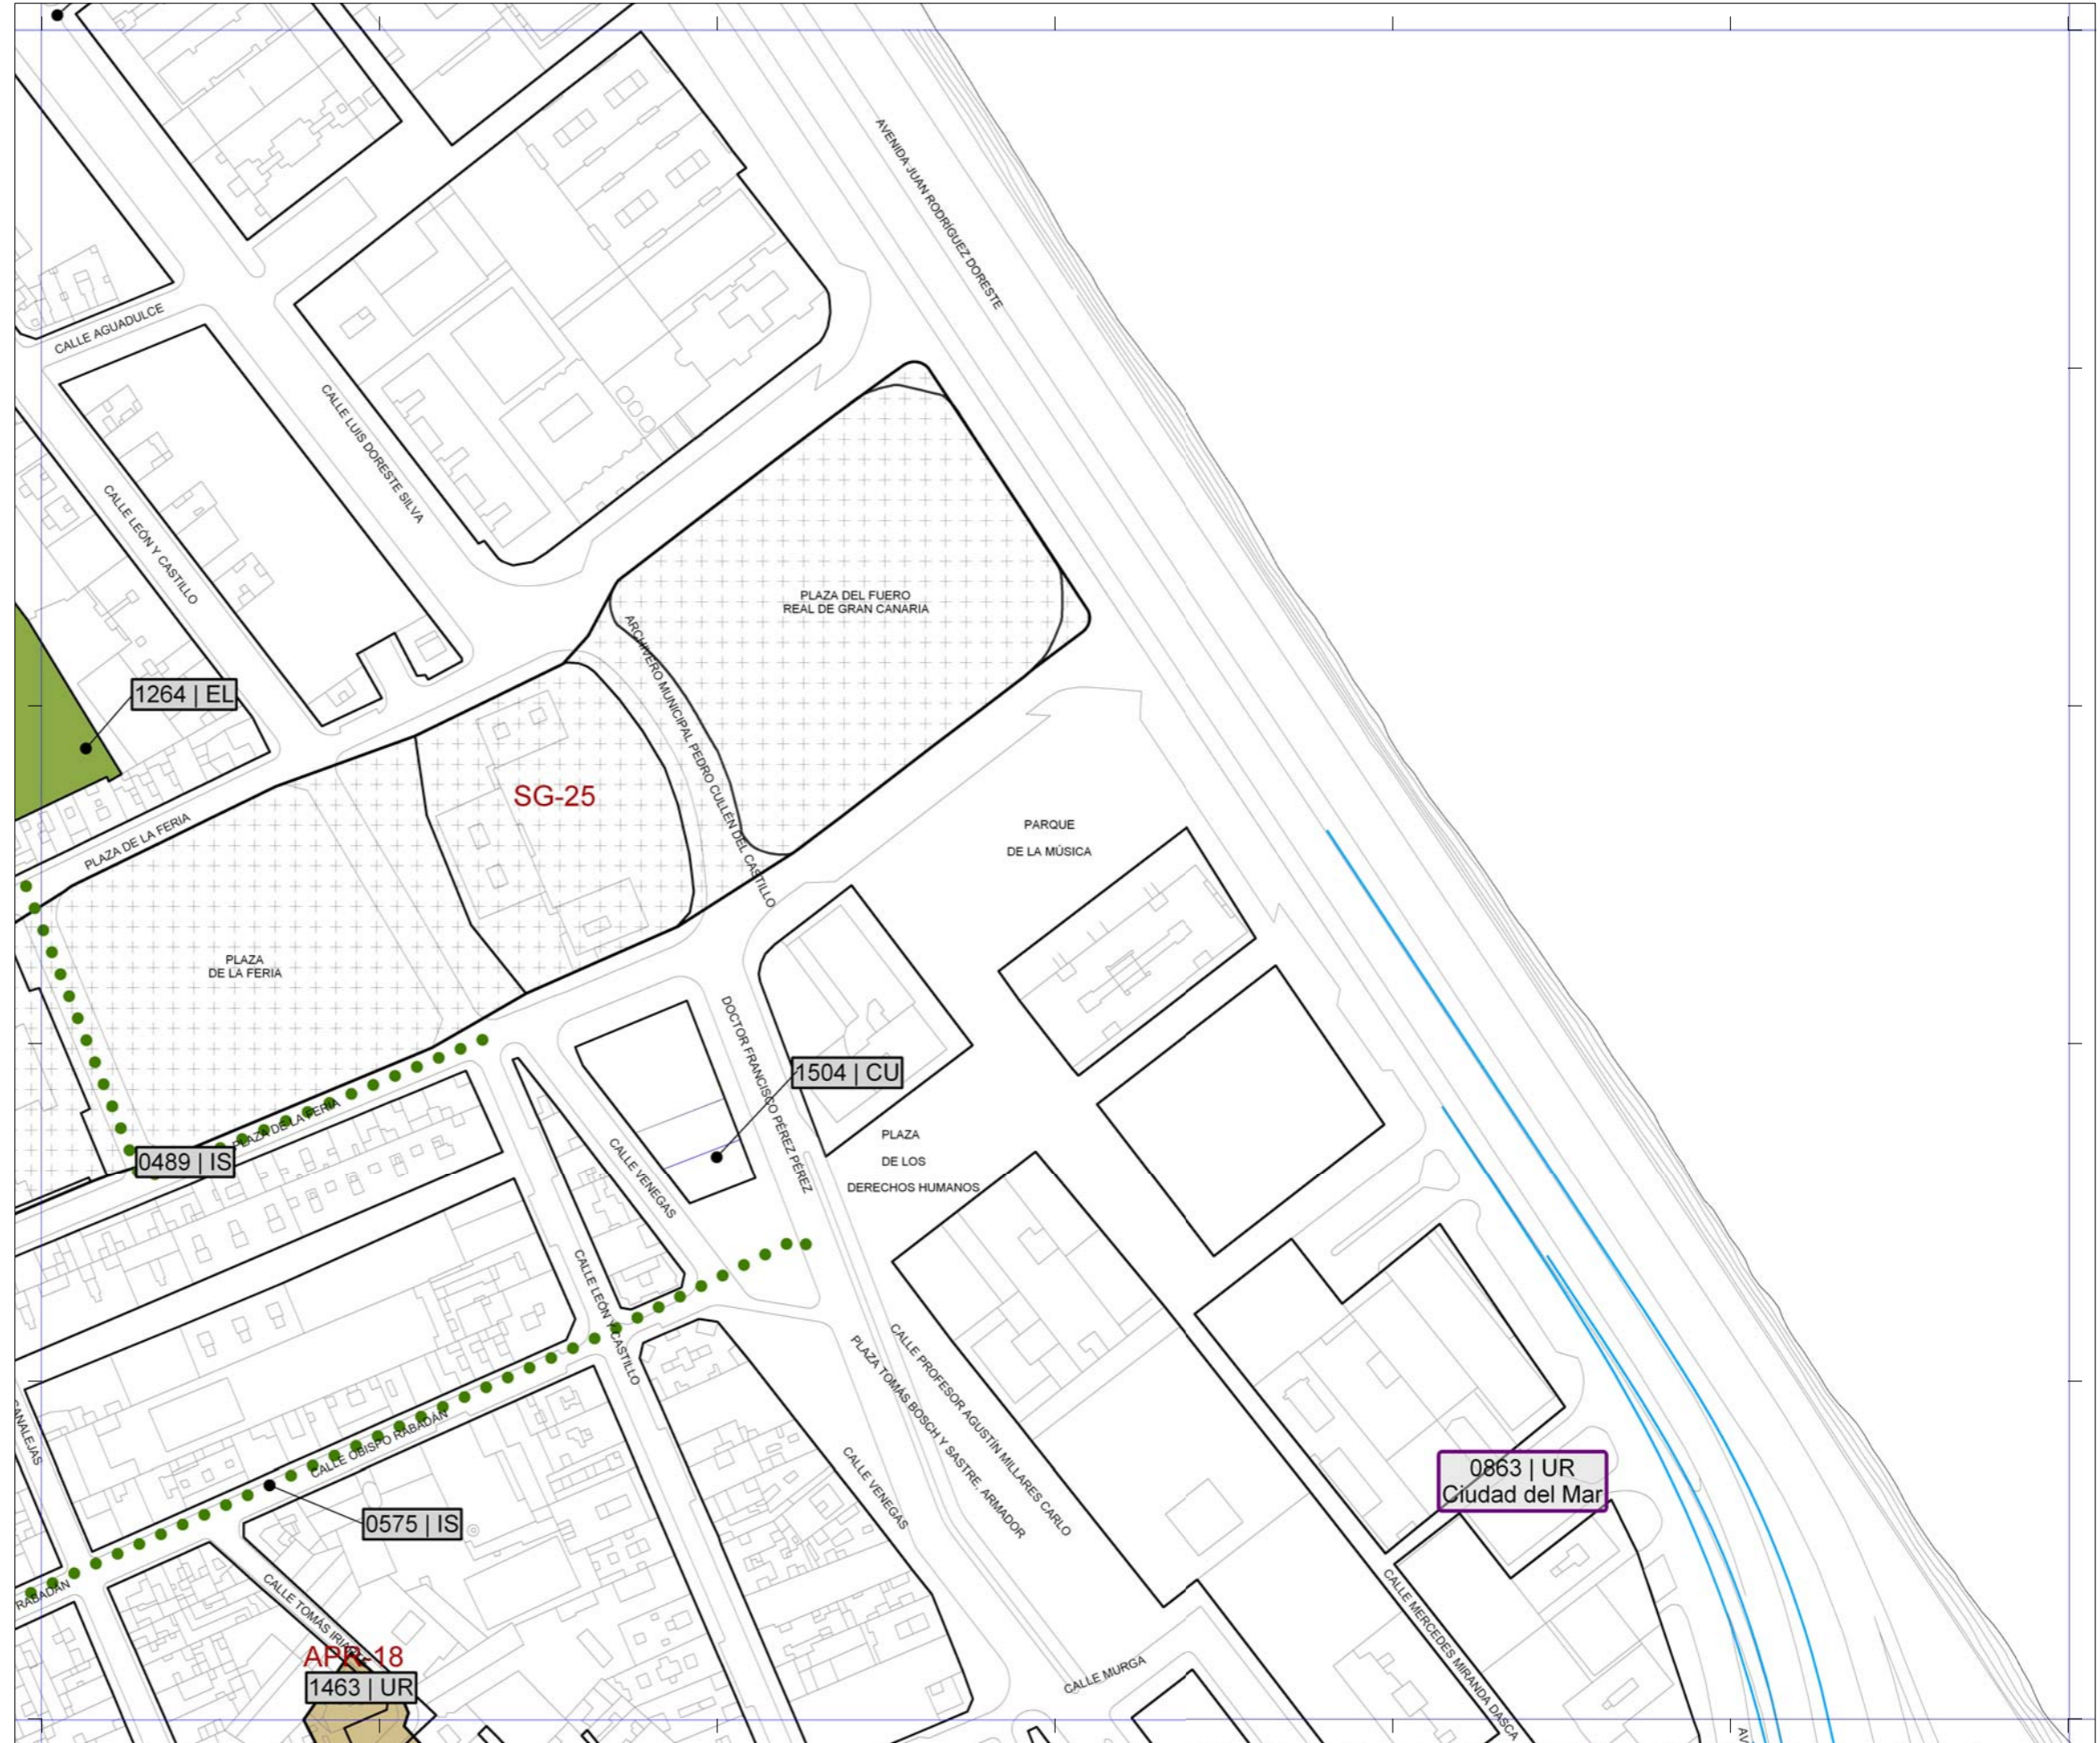 AVENIDA JUAN RODRÍGUEZ DORESTE
CALLE AGUADULCE
CALLE LUIS DORESTE SILVA
CALLE LEÓN Y CASTILLO
PLAZA DEL FUERO
REAL DE GRAN CANARIA
ARCHIVERO MUNICIPAL PEDRO CULLÉN DEL CASTILLO
1264 | EL
SG-25
PLAZA DE LA FERIA
PARQUE
DE LA MÚSICA
PLAZA
DE LA FERIA
DOCTOR FRANCISCO PÉREZ PÉREZ
1504 | CU
PLAZA DE LA FERIA
0489 | IS
CALLE VENEGAS
PLAZA
DE LOS
DERECHOS HUMANOS
CALLE LEÓN Y CASTILLO
CALLE PROFESOR AGUSTÍN MILLARES CARLO
PLAZA TOMÁS BOSCH Y SASTRE, ARMADOR
CANALEJAS
CALLE OBISPO RABADÁN
CALLE VENEGAS
0863 | UR
Ciudad del Mar
0575 | IS
RABADÁN
CALLE TOMÁS IRIA
CALLE MERCEDES MIRANDA DASCA
APR-18
1463 | UR
CALLE MURGA
AV